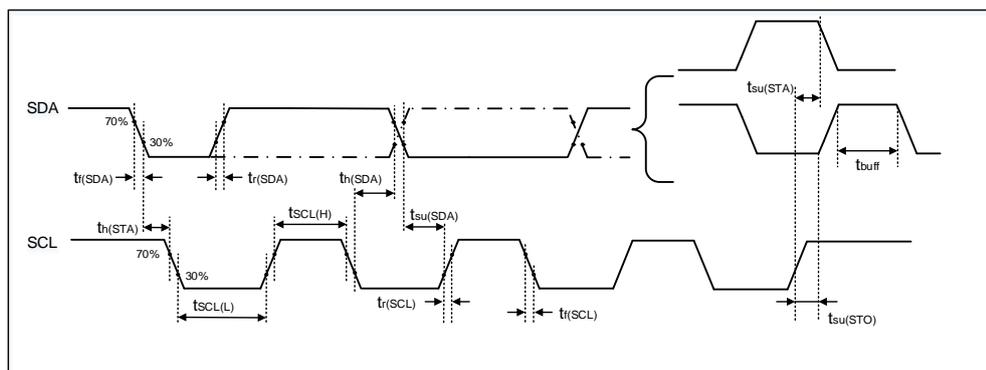 tsu(STA)
SDA
70%
30%
tf(SDA)
tr(SDA)
th(SDA)
tbuff
th(STA)
tSCL(H)
tsu(SDA)
SCL
70%
30%
tSCL(L)
tr(SCL)
tf(SCL)
tsu(STO)